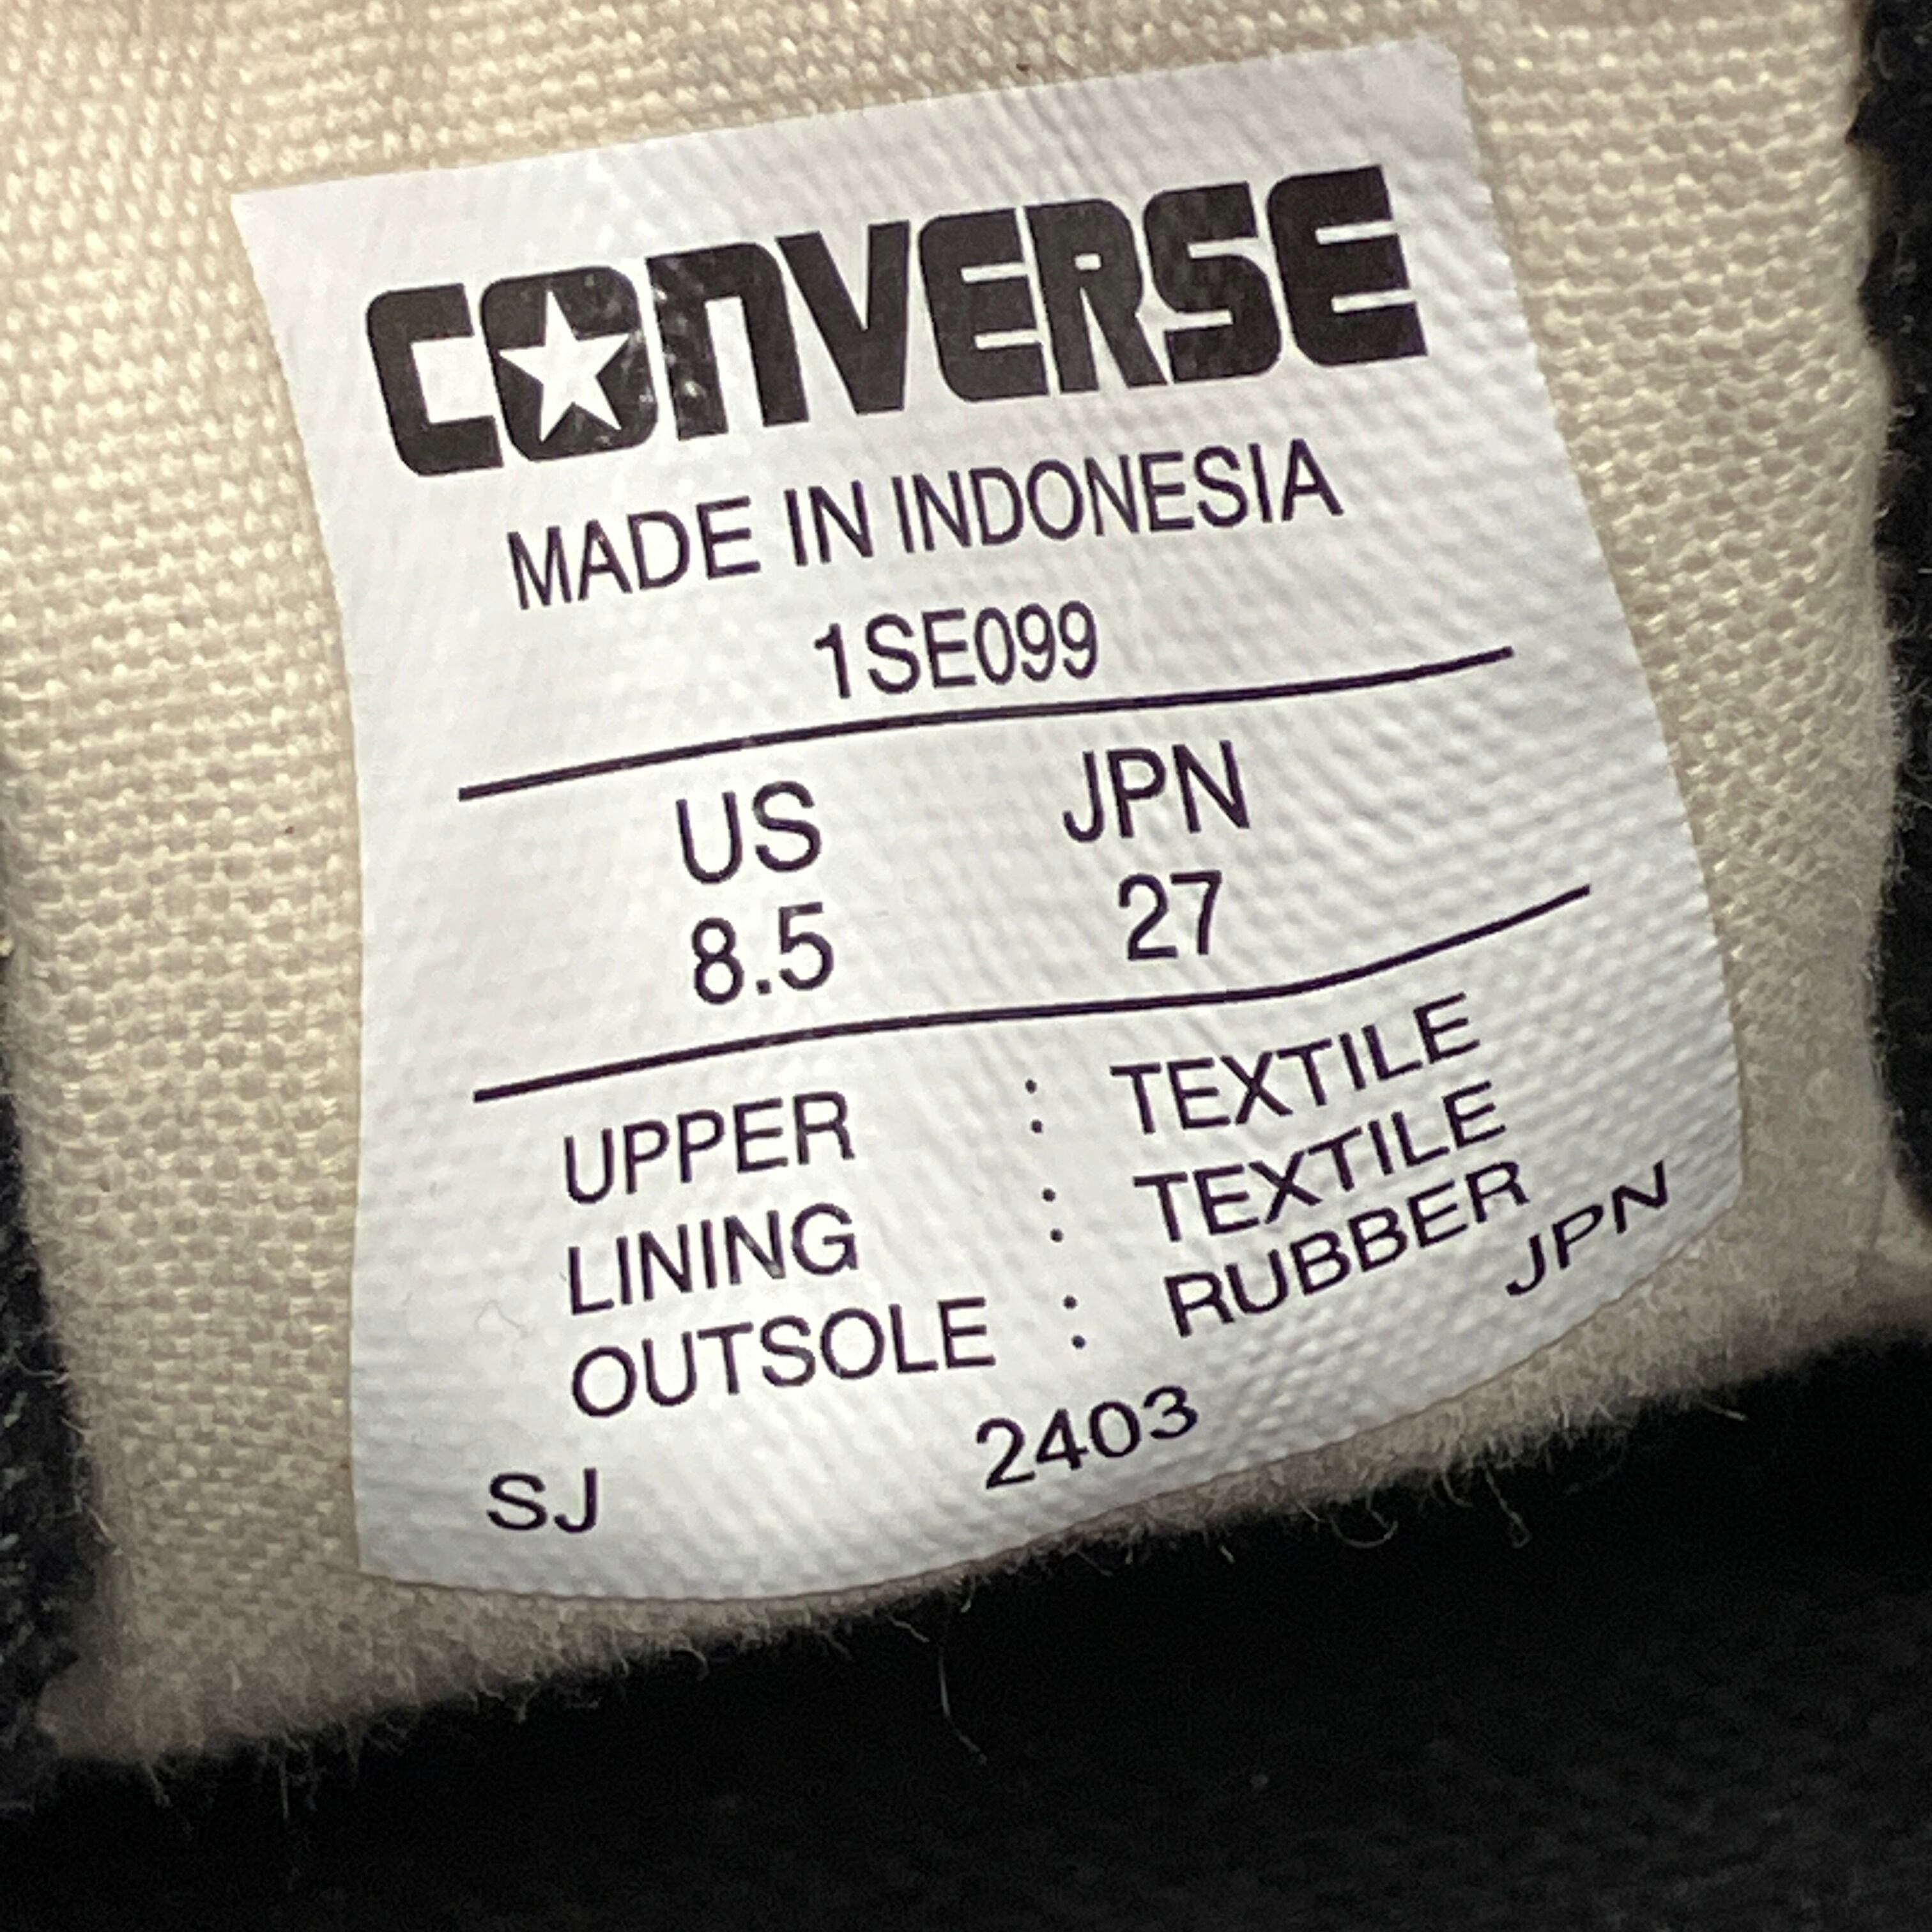 CONVERSE
MADE IN INDONESIA
1SE099
US JPN
8.5 27
UPPER : TEXTILE
LINING : TEXTILE
OUTSOLE : RUBBER
JPN
SJ 2403